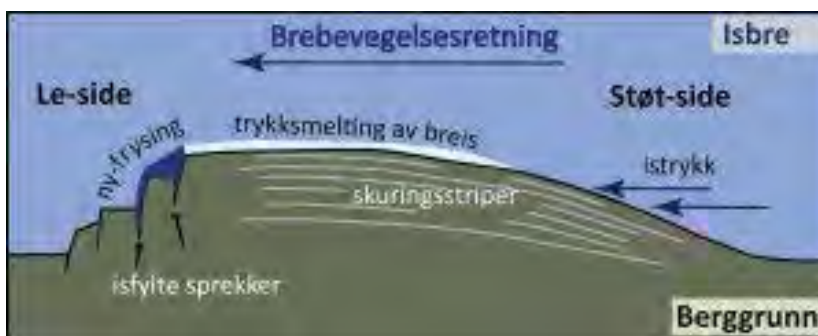 Brebevegelsesretning
Isbre
Le-side
Støt-side
ny-frysing
trykksmelting av breis
istrykk
skuringsstriper
isfylte sprekker
Berggrunn